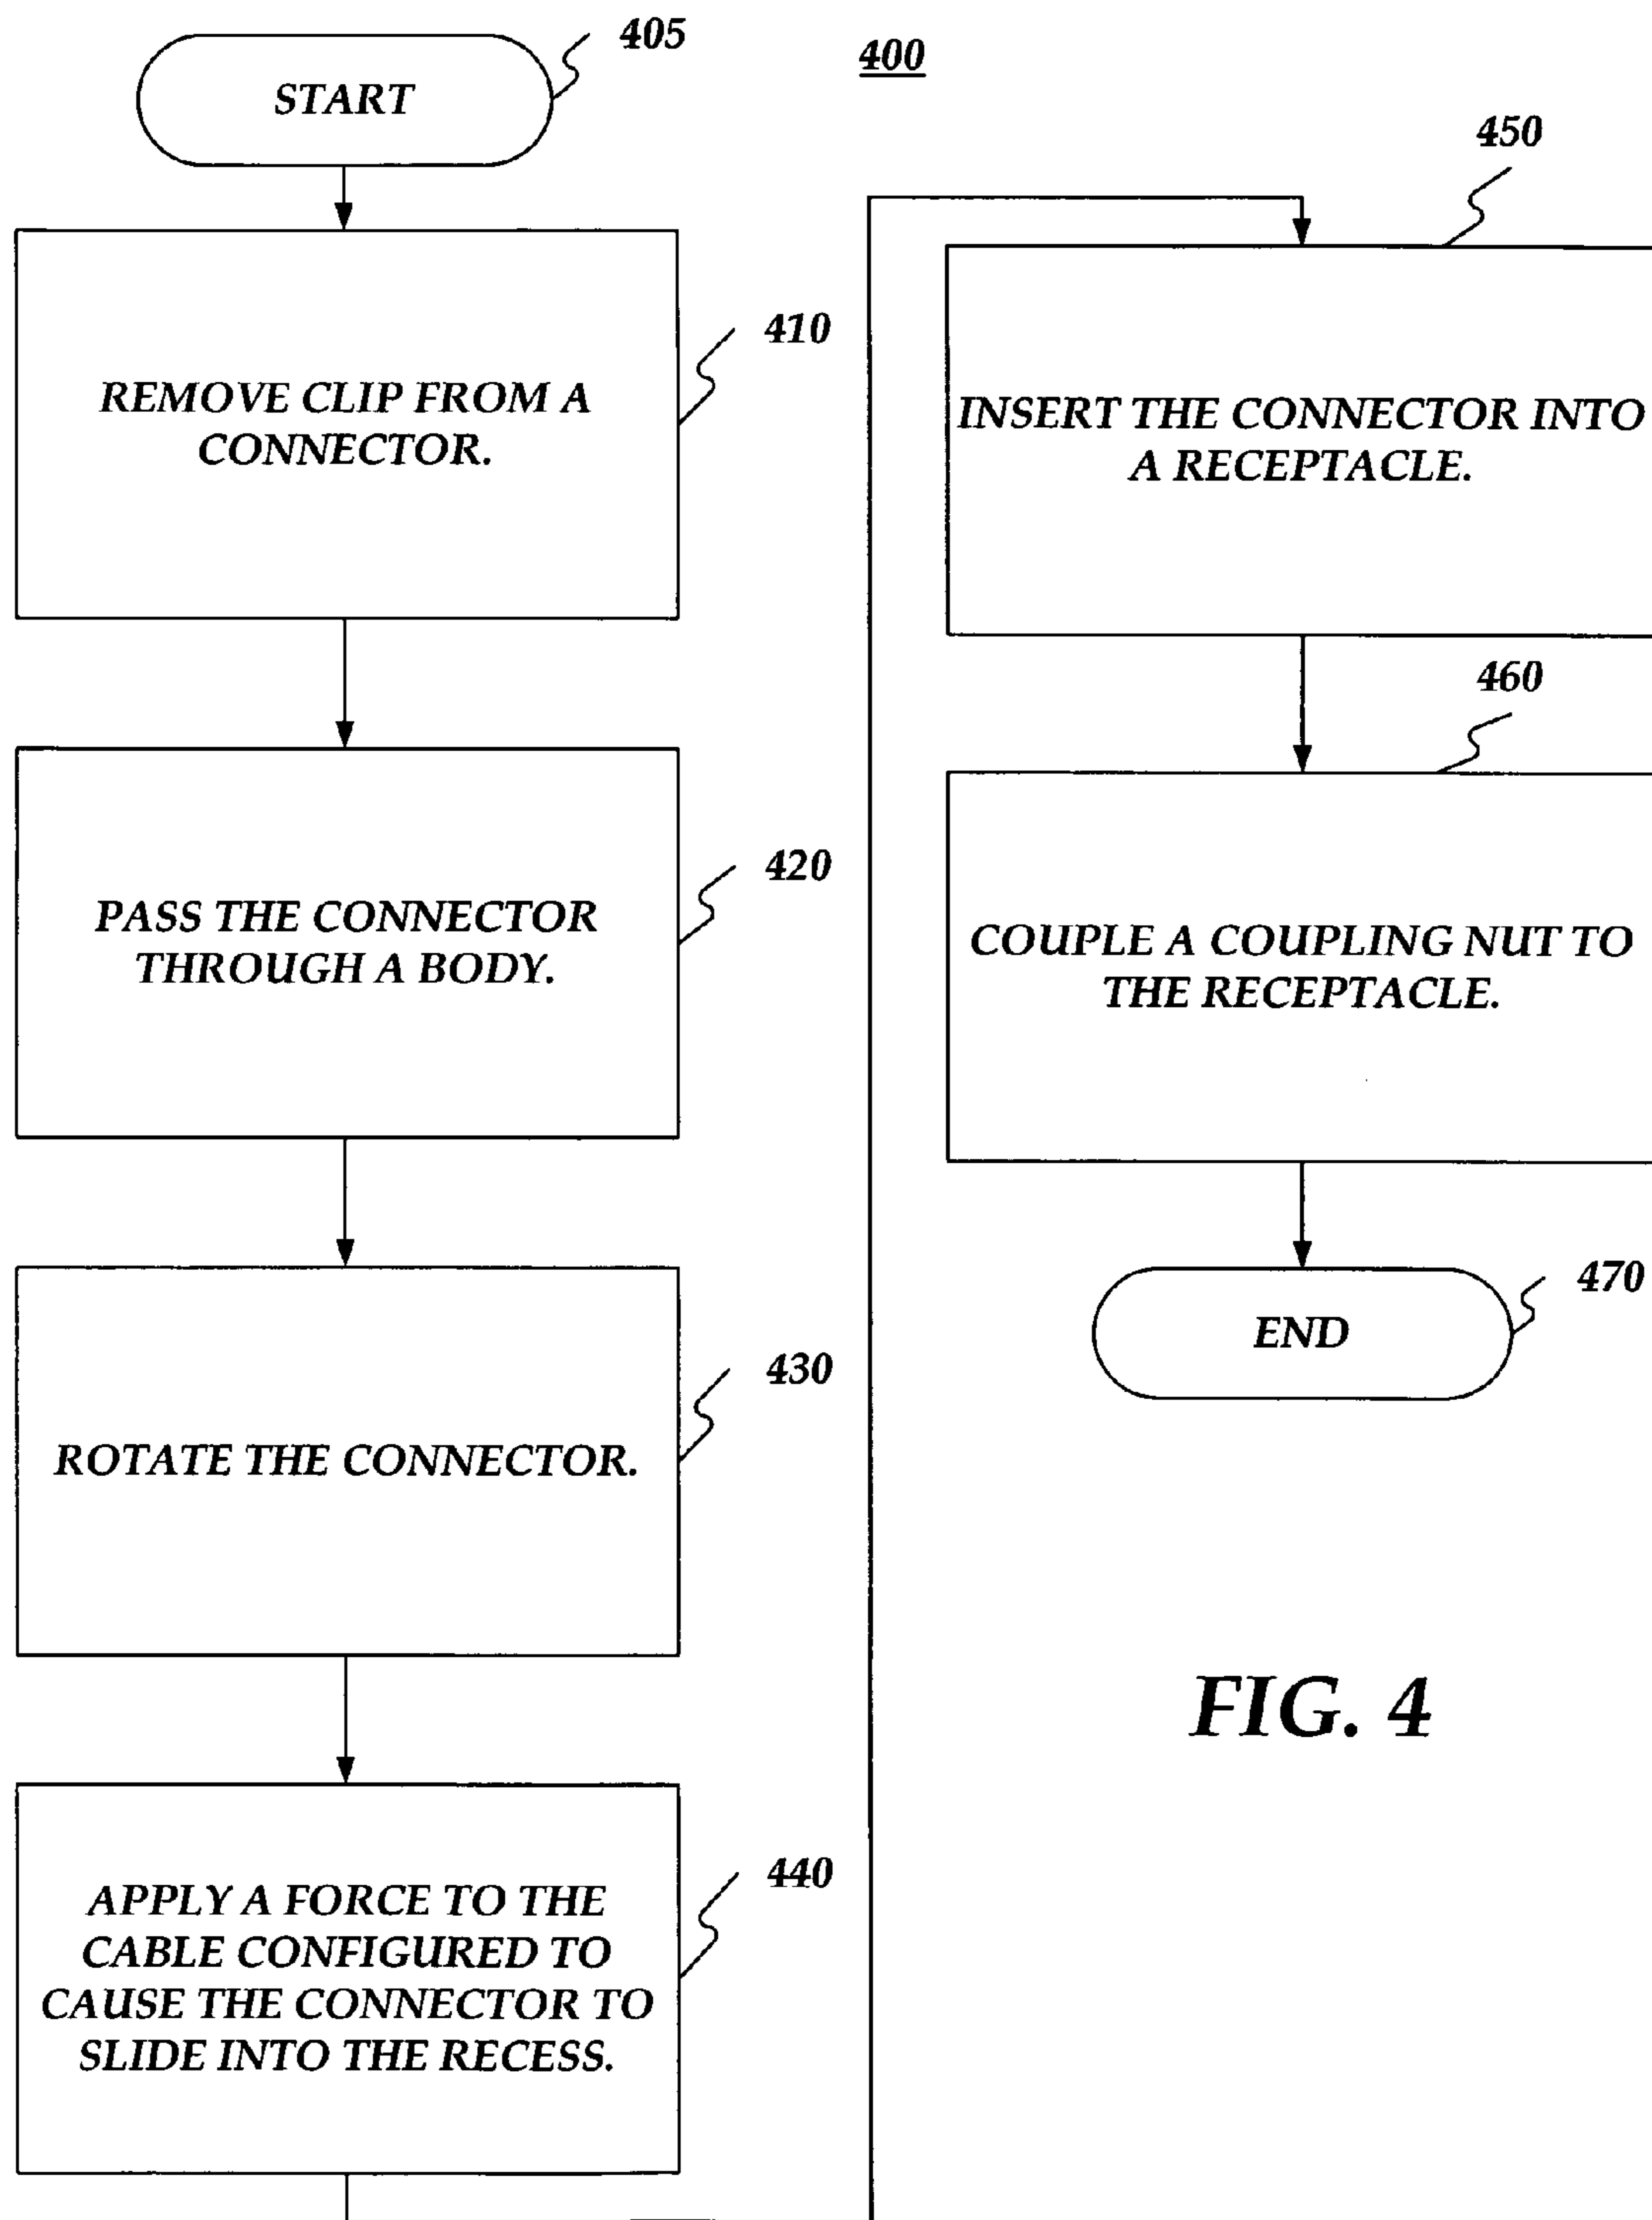 400
405
START
410
REMOVE CLIP FROM A
CONNECTOR.
420
PASS THE CONNECTOR
THROUGH A BODY.
430
ROTATE THE CONNECTOR.
440
APPLY A FORCE TO THE
CABLE CONFIGURED TO
CAUSE THE CONNECTOR TO
SLIDE INTO THE RECESS.
450
INSERT THE CONNECTOR INTO
A RECEPTACLE.
460
COUPLE A COUPLING NUT TO
THE RECEPTACLE.
470
END
FIG. 4